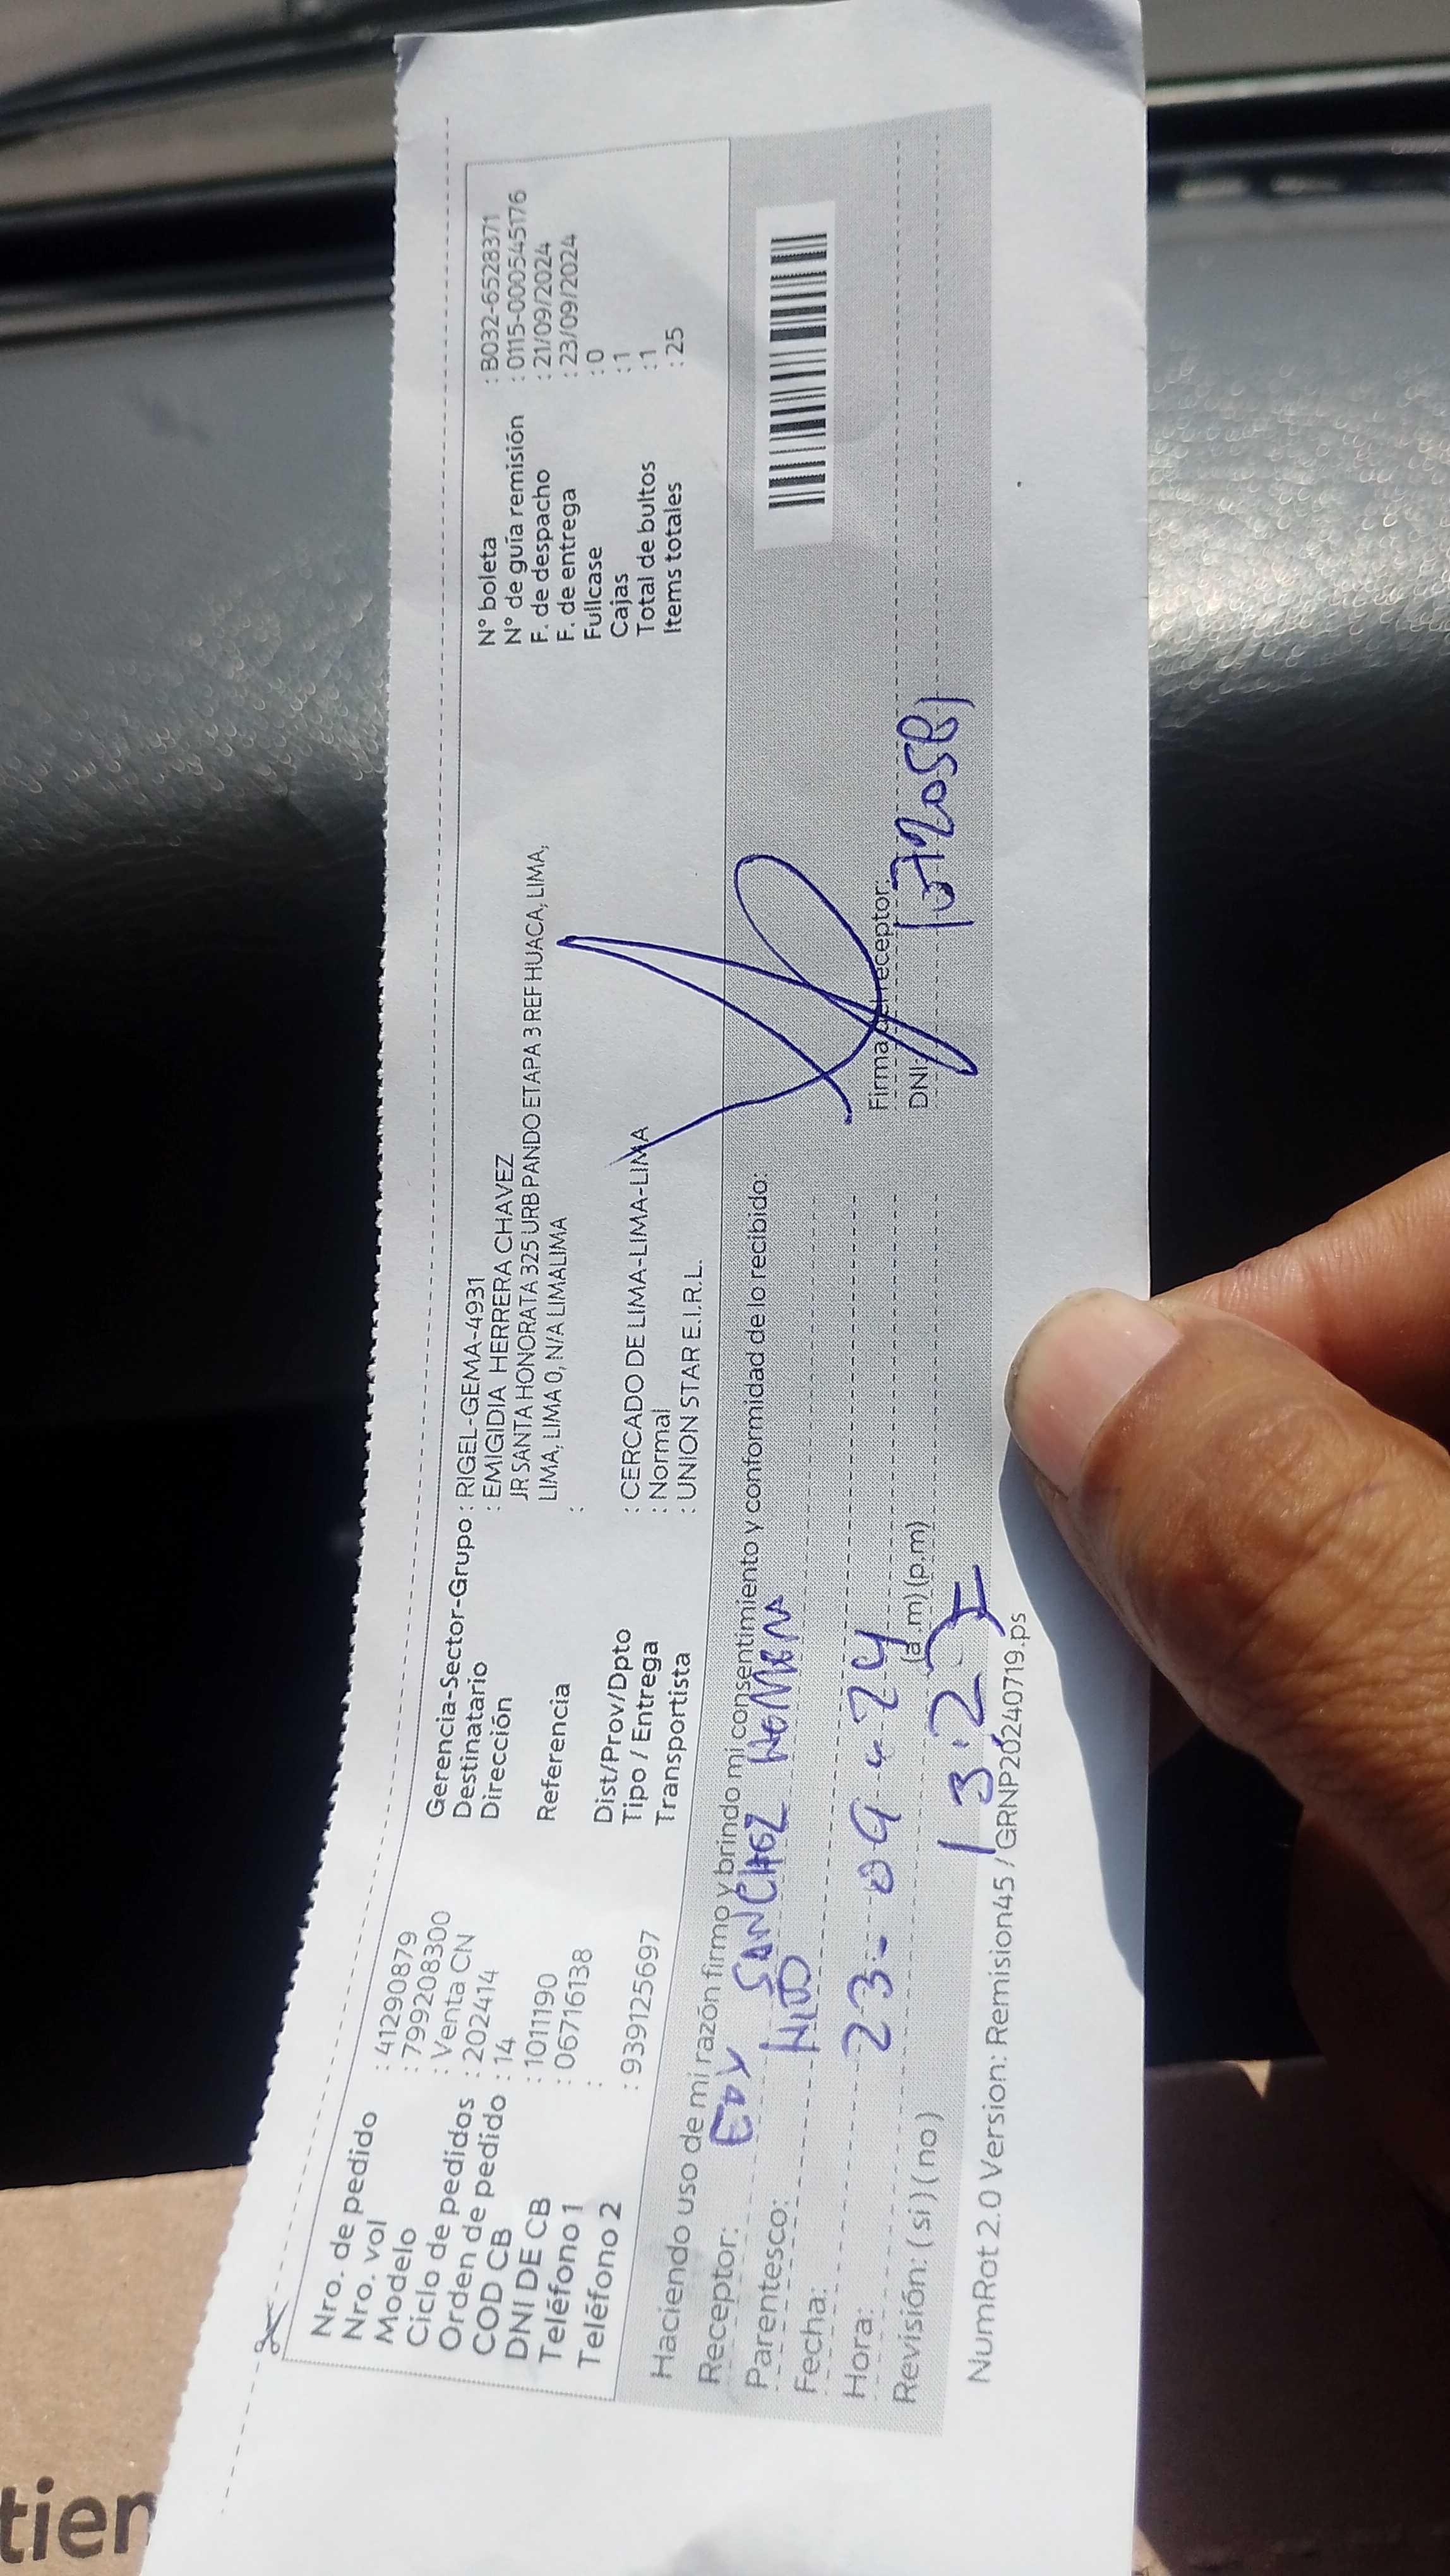 Nro. de pedido : 41290879
Nro. vol : 7992083​00
Modelo : Venta CN
Ciclo de pedidos : 202414
Orden de pedido : 14
COD CB : 1011190
DNI DE CB : 06716138
Teléfono 1 :
Teléfono 2 : 939125697
Gerencia-Sector-Grupo : RIGEL-GEMA-4931
Destinatario : EMIGIDIA HERRERA CHAVEZ
Dirección JR SANTA HONORATA 325 URB PANDO ETAPA 3 REF HUACA, LIMA,
LIMA, LIMA 0, N/A LIMALIMA
Referencia :
Dist/Prov/Dpto : CERCADO DE LIMA-LIMA-LIMA
Tipo / Entrega : Normal
Transportista : UNION STAR E.I.R.L.
N° boleta : B032-6528371
N° de guía remisión : 0115-000545176
F. de despacho : 21/09/2024
F. de entrega : 23/09/2024
Fullcase : 0
Cajas : 1
Total de bultos : 1
Items totales : 25
Haciendo uso de mi razón firmo y brindo mi consentimiento y conformidad de lo recibido:
Receptor: EDY SANCHEZ
Parentesco:
Fecha: 23-09-24
Hora: (a.m)(p.m) 13:27
Revisión: (si)(no)
Firma del receptor:
DNI:
NumRot 2.0 Version: Remision45 / GRNP20240719.ps
tien